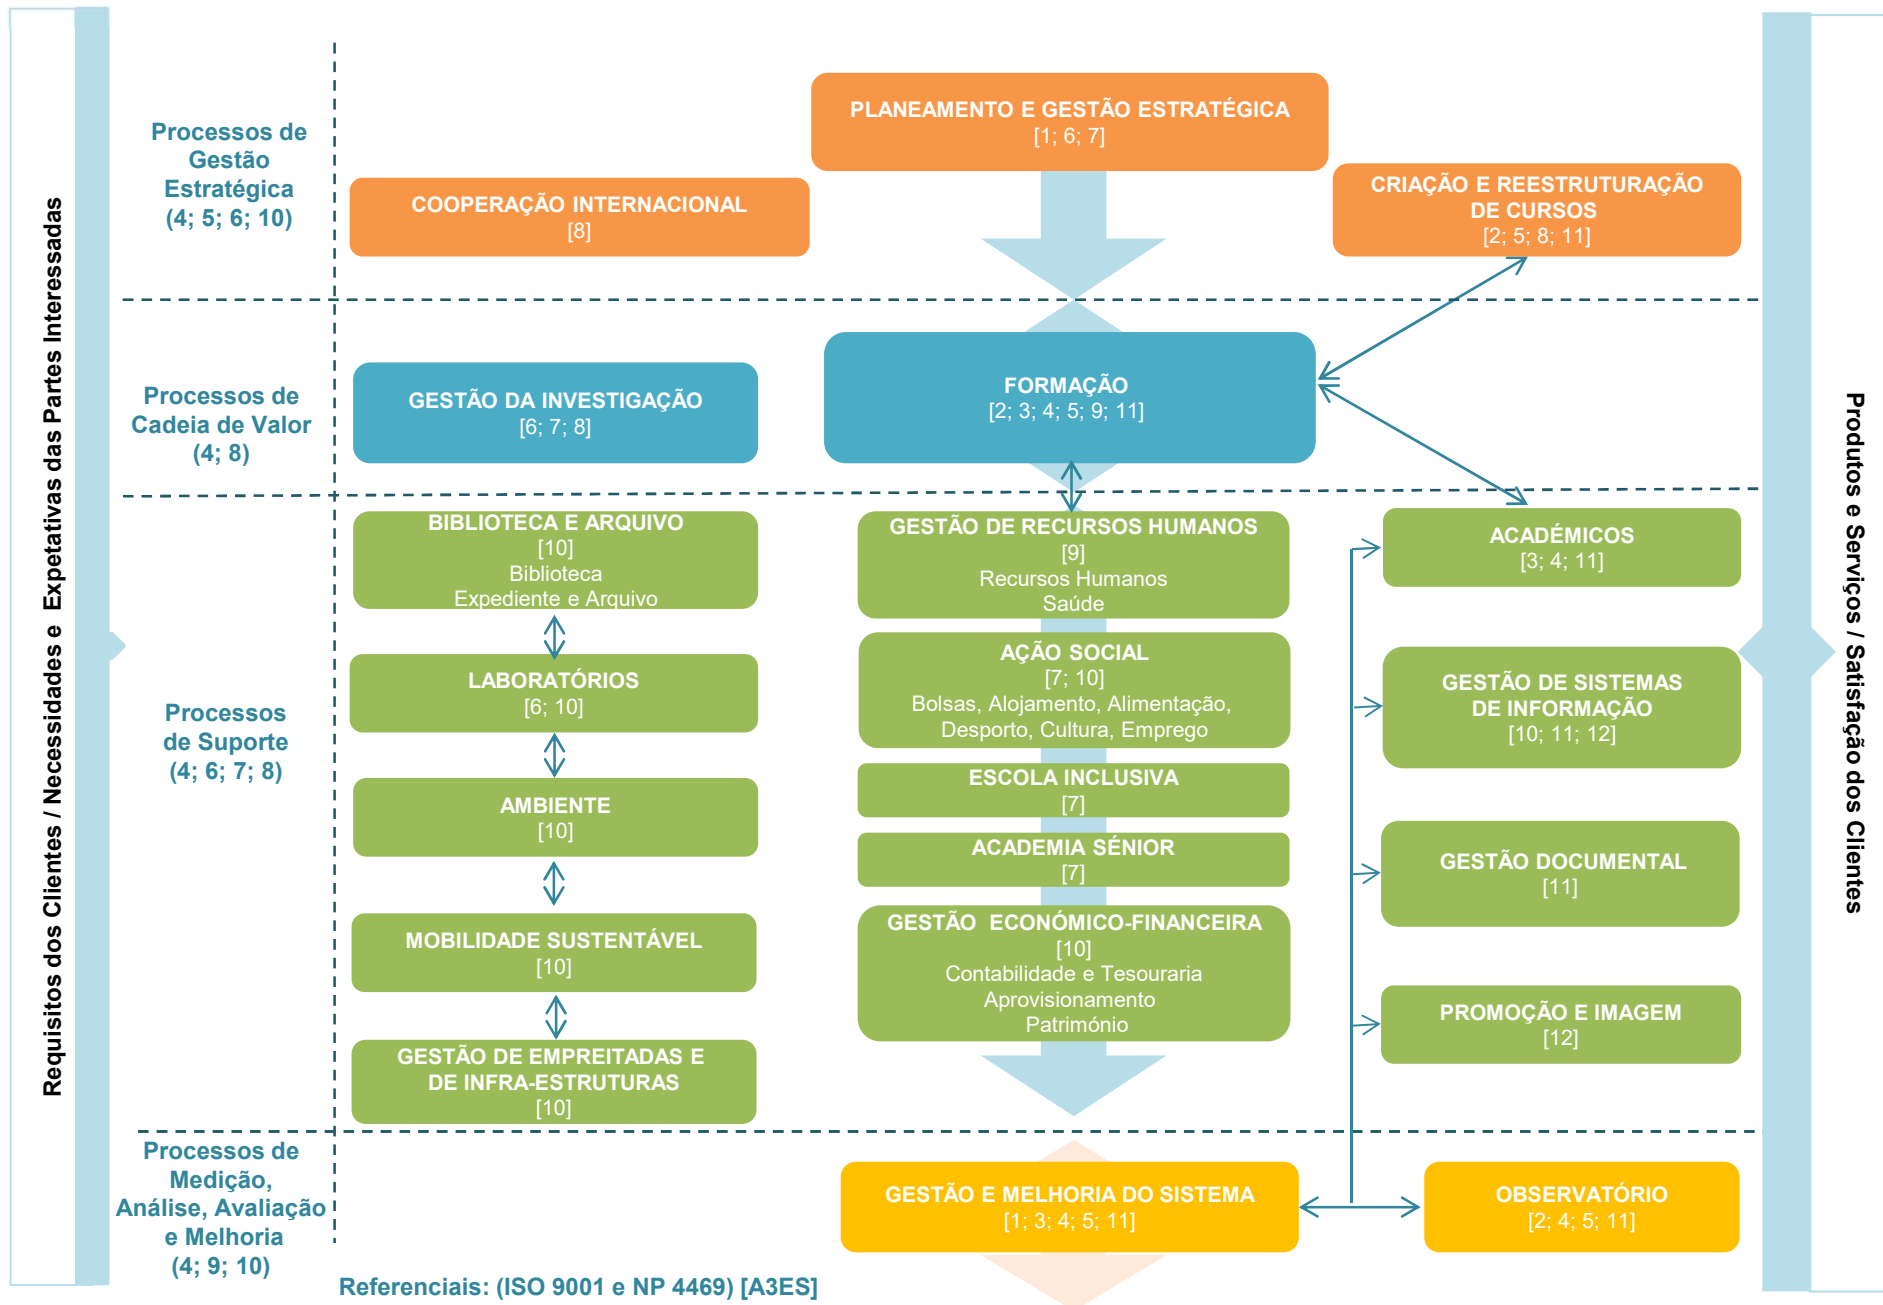 Requisitos dos Clientes / Necessidades e Expetativas das Partes Interessadas
Processos de
Gestão
Estratégica
(4; 5; 6; 10)
PLANEAMENTO E GESTÃO ESTRATÉGICA
[1; 6; 7]
COOPERAÇÃO INTERNACIONAL
[8]
CRIAÇÃO E REESTRUTURAÇÃO
DE CURSOS
[2; 5; 8; 11]
Processos de
Cadeia de Valor
(4; 8)
GESTÃO DA INVESTIGAÇÃO
[6; 7; 8]
FORMAÇÃO
[2; 3; 4; 5; 9; 11]
Processos
de Suporte
(4; 6; 7; 8)
BIBLIOTECA E ARQUIVO
[10]
Biblioteca
Expediente e Arquivo
LABORATÓRIOS
[6; 10]
AMBIENTE
[10]
MOBILIDADE SUSTENTÁVEL
[10]
GESTÃO DE EMPREITADAS E
DE INFRA-ESTRUTURAS
[10]
GESTÃO DE RECURSOS HUMANOS
[9]
Recursos Humanos
Saúde
AÇÃO SOCIAL
[7; 10]
Bolsas, Alojamento, Alimentação,
Desporto, Cultura, Emprego
ESCOLA INCLUSIVA
[7]
ACADEMIA SÉNIOR
[7]
GESTÃO ECONÓMICO-FINANCEIRA
[10]
Contabilidade e Tesouraria
Aprovisionamento
Património
ACADÉMICOS
[3; 4; 11]
GESTÃO DE SISTEMAS
DE INFORMAÇÃO
[10; 11; 12]
GESTÃO DOCUMENTAL
[11]
PROMOÇÃO E IMAGEM
[12]
Processos de
Medição,
Análise, Avaliação
e Melhoria
(4; 9; 10)
GESTÃO E MELHORIA DO SISTEMA
[1; 3; 4; 5; 11]
OBSERVATÓRIO
[2; 4; 5; 11]
Referenciais: (ISO 9001 e NP 4469) [A3ES]
Produtos e Serviços / Satisfação dos Clientes